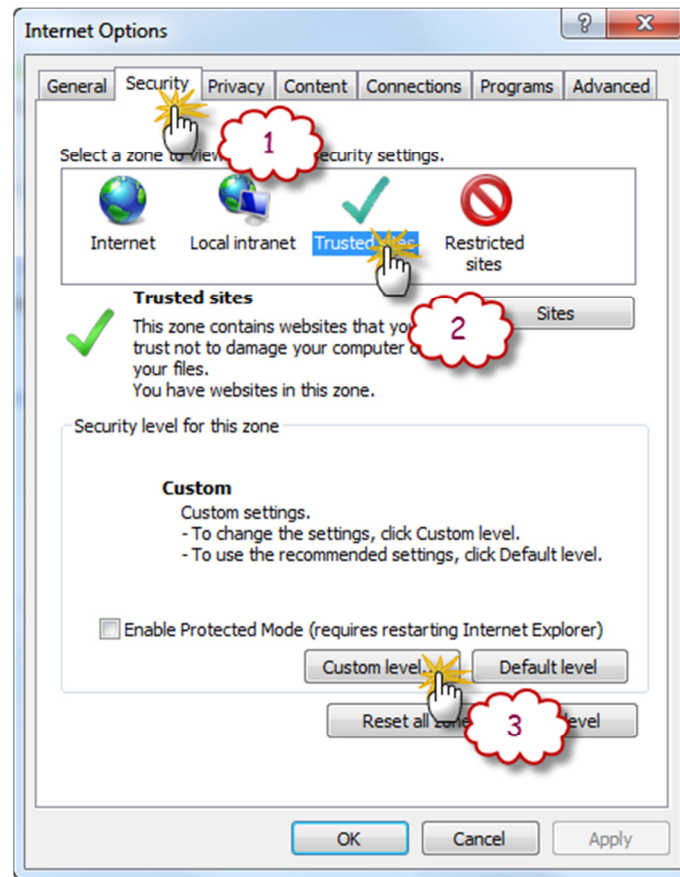 Internet Options
General Security Privacy Content Connections Programs Advanced
1
Select a zone to view security settings.
Internet Local intranet Trusted sites Restricted sites
Trusted sites
This zone contains websites that you
trust not to damage your computer
your files.
You have websites in this zone.
2
Sites
Security level for this zone
Custom
Custom settings.
- To change the settings, click Custom level.
- To use the recommended settings, click Default level.
Enable Protected Mode (requires restarting Internet Explorer)
Custom level... Default level
Reset all level
3
OK Cancel Apply